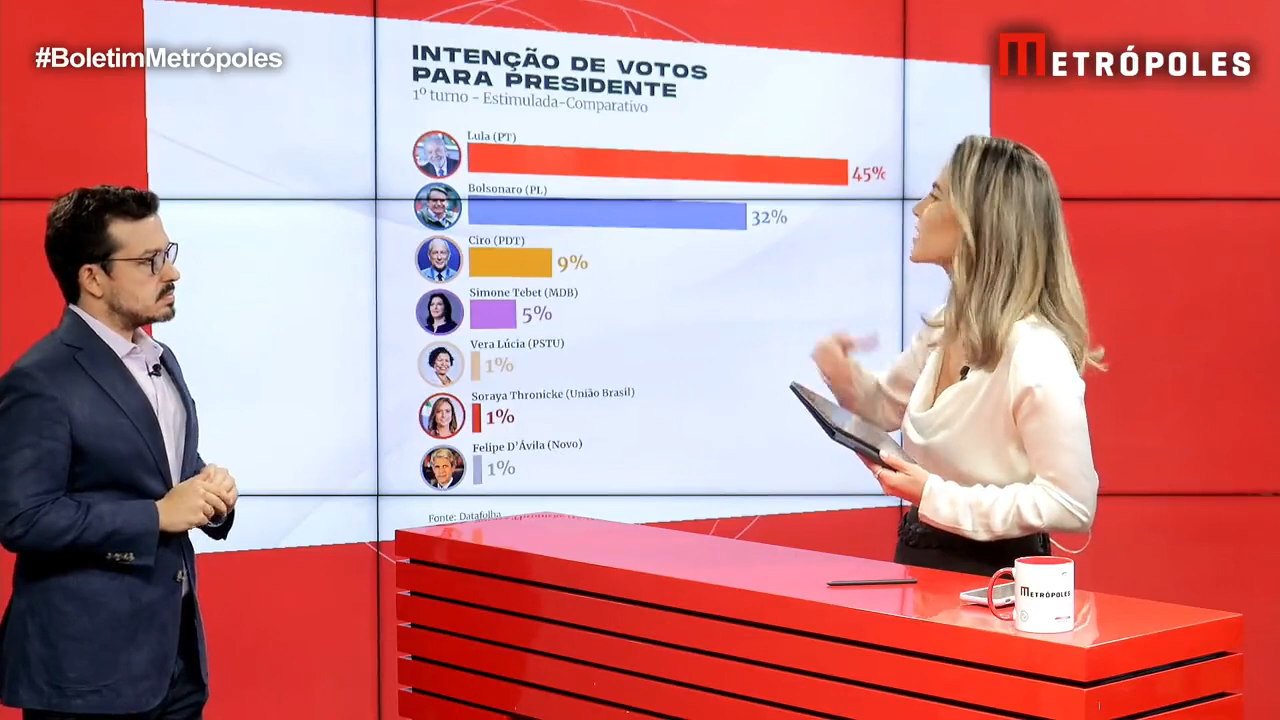 #BoletimMetrópoles
METRÓPOLES
INTENÇÃO DE VOTOS
PARA PRESIDENTE
1º turno - Estimulada-Comparativo
Lula (PT)
45%
Bolsonaro (PL)
32%
Ciro (PDT)
9%
Simone Tebet (MDB)
5%
Vera Lúcia (PSTU)
1%
Soraya Thronicke (União Brasil)
1%
Felipe D'Ávila (Novo)
1%
Fonte: Datafolha
METRÓPOLES